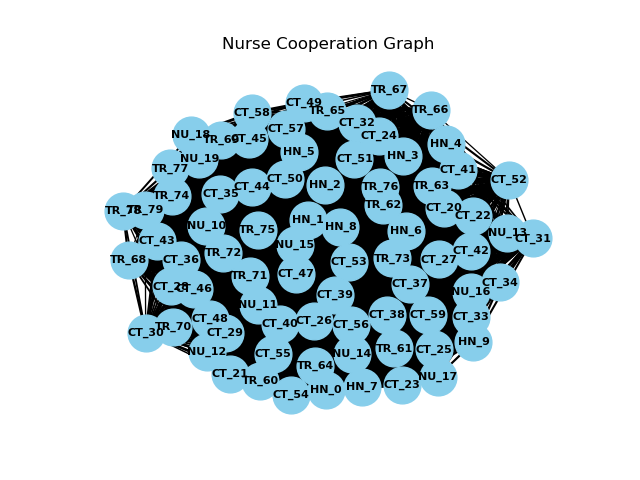 Nurse Cooperation Graph
TR_67
CT_49
TR_65
TR_66
CT_58
CT_32
CT_57
CT_24
NU_18
TR_69
CT_45
HN_4
HN_5
HN_3
NU_19
CT_51
TR_77
CT_41
CT_50
CT_52
HN_2
TR_76
TR_63
CT_44
CT_35
TR_74
TR_62
CT_20
TR_78
TR_79
CT_22
HN_1
NU_10
HN_8
TR_75
HN_6
NU_13
CT_31
CT_43
NU_15
CT_42
TR_72
TR_68
CT_36
CT_53
TR_73
CT_27
CT_47
TR_71
CT_34
CT_37
CT_46
NU_16
CT_39
NU_11
CT_38
CT_59
CT_33
CT_48
CT_26
CT_40
CT_56
TR_70
CT_30
CT_29
HN_9
TR_61
CT_25
NU_12
CT_55
NU_14
TR_64
CT_21
NU_17
TR_60
CT_23
HN_7
HN_0
CT_54